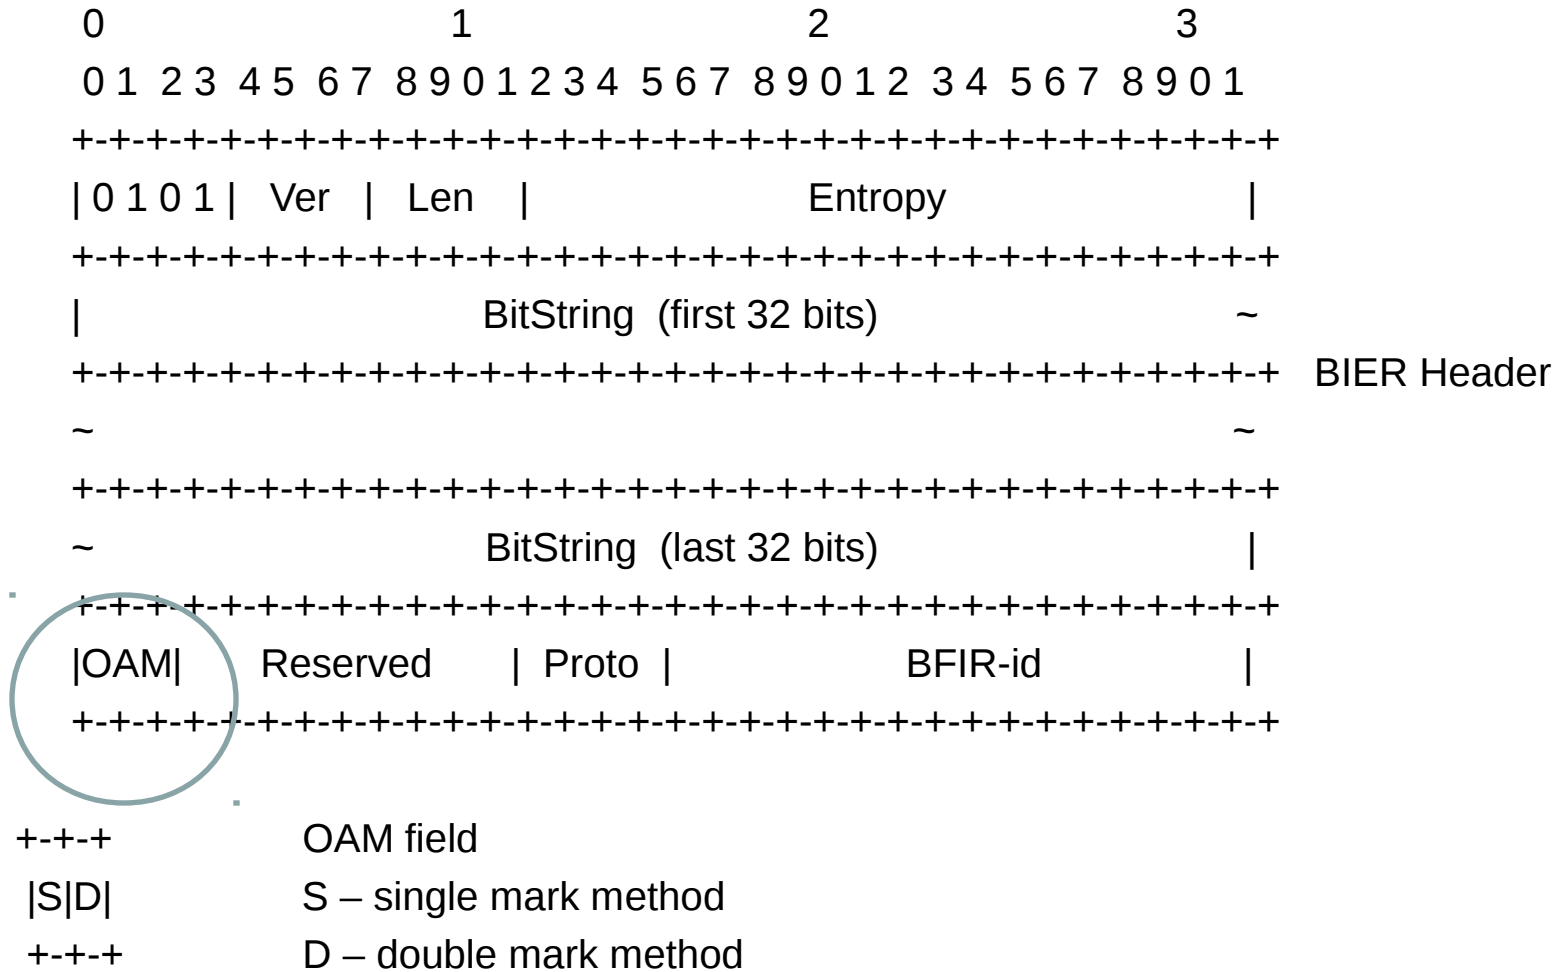 0 1 2 3
0 1 2 3 4 5 6 7 8 9 0 1 2 3 4 5 6 7 8 9 0 1 2 3 4 5 6 7 8 9 0 1
+-+-+-+-+-+-+-+-+-+-+-+-+-+-+-+-+-+-+-+-+-+-+-+-+-+-+-+-+-+-+-+-+
| 0 1 0 1 | Ver | Len | Entropy |
+-+-+-+-+-+-+-+-+-+-+-+-+-+-+-+-+-+-+-+-+-+-+-+-+-+-+-+-+-+-+-+-+
| BitString (first 32 bits) ~
+-+-+-+-+-+-+-+-+-+-+-+-+-+-+-+-+-+-+-+-+-+-+-+-+-+-+-+-+-+-+-+-+ BIER Header
~ ~
+-+-+-+-+-+-+-+-+-+-+-+-+-+-+-+-+-+-+-+-+-+-+-+-+-+-+-+-+-+-+-+-+
~ BitString (last 32 bits) |
+-+-+-+-+-+-+-+-+-+-+-+-+-+-+-+-+-+-+-+-+-+-+-+-+-+-+-+-+-+-+-+-+
|OAM| Reserved | Proto | BFIR-id |
+-+-+-+-+-+-+-+-+-+-+-+-+-+-+-+-+-+-+-+-+-+-+-+-+-+-+-+-+-+-+-+-+
+-+-+ OAM field
|S|D| S – single mark method
+-+-+ D – double mark method